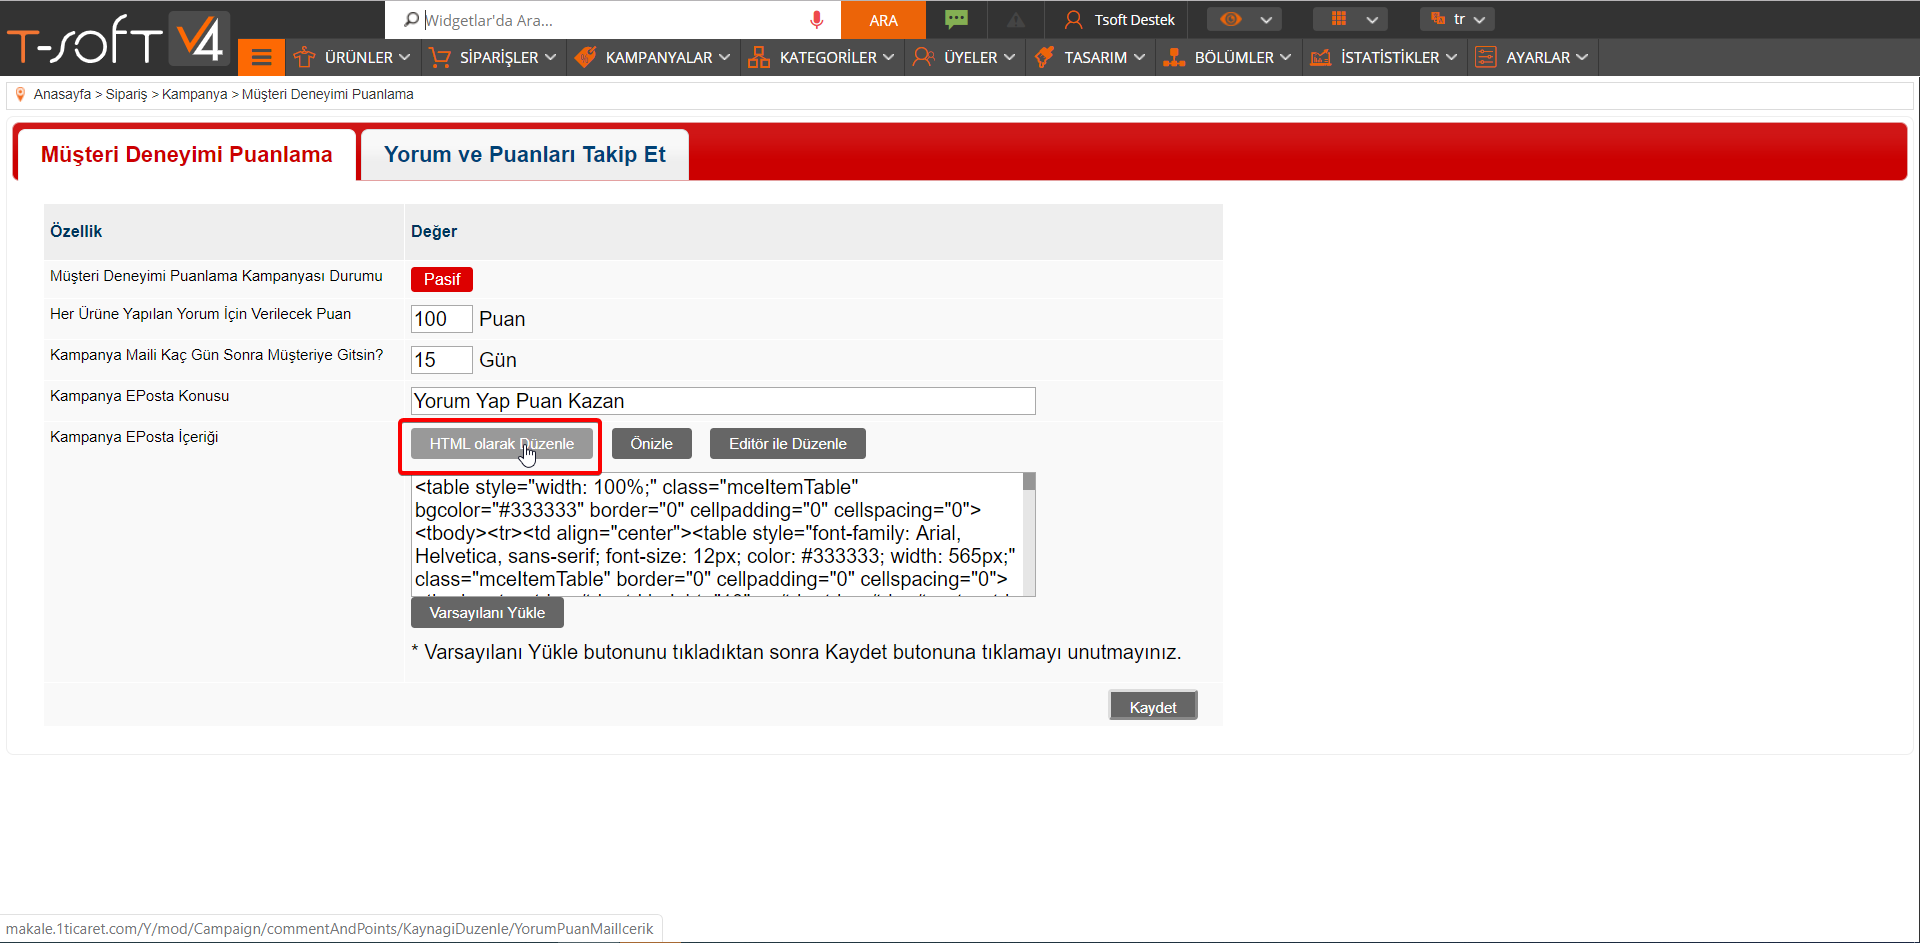 T-SOFT V4
Widgetlar'da Ara...
ARA
Tsoft Destek
tr
ÜRÜNLER
SİPARİŞLER
KAMPANYALAR
KATEGORİLER
ÜYELER
TASARIM
BÖLÜMLER
İSTATİSTİKLER
AYARLAR
Anasayfa > Sipariş > Kampanya > Müşteri Deneyimi Puanlama
Müşteri Deneyimi Puanlama
Yorum ve Puanları Takip Et
Özellik
Değer
Müşteri Deneyimi Puanlama Kampanyası Durumu
Pasif
Her Ürüne Yapılan Yorum İçin Verilecek Puan
100 Puan
Kampanya Maili Kaç Gün Sonra Müşteriye Gitsin?
15 Gün
Kampanya EPosta Konusu
Yorum Yap Puan Kazan
Kampanya EPosta İçeriği
HTML olarak Düzenle
Önizle
Editör ile Düzenle
<table style="width: 100%;" class="mceItemTable"
bgcolor="#333333" border="0" cellpadding="0" cellspacing="0">
<tbody><tr><td align="center"><table style="font-family: Arial,
Helvetica, sans-serif; font-size: 12px; color: #333333; width: 565px;"
class="mceItemTable" border="0" cellpadding="0" cellspacing="0">
Varsayılanı Yükle
* Varsayılanı Yükle butonunu tıkladıktan sonra Kaydet butonuna tıklamayı unutmayınız.
Kaydet
makale.1ticaret.com/Y/mod/Campaign/commentAndPoints/KaynagiDuzenle/YorumPuanMailIcerik